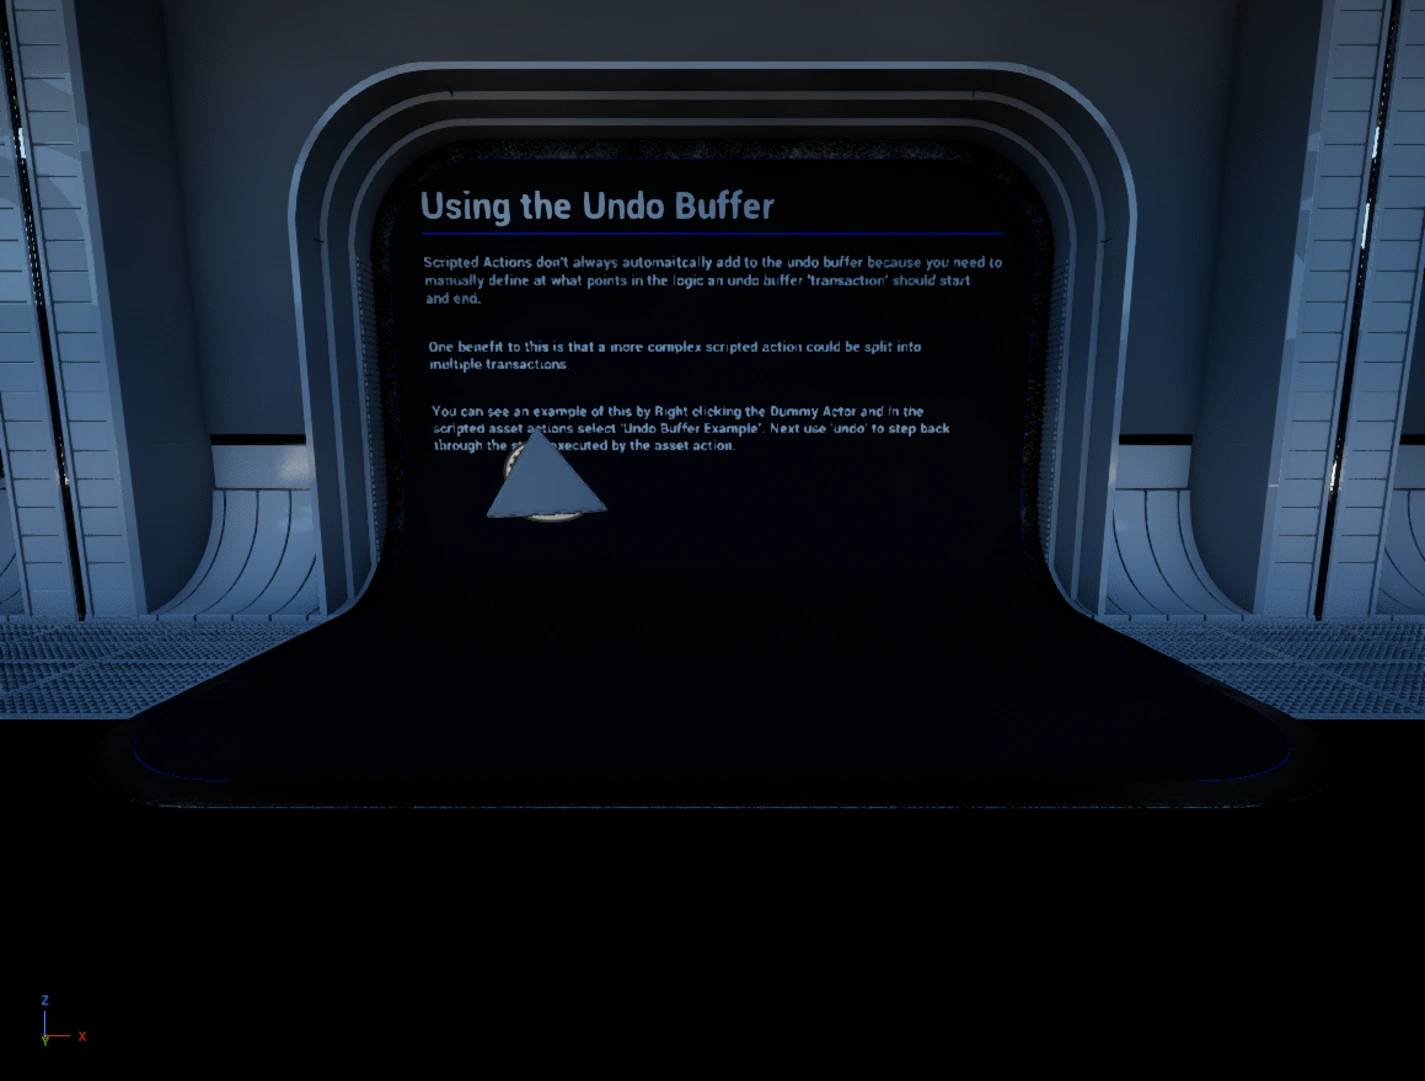 Using the Undo Buffer
Scripted Actions don't always automaitcally add to the undo buffer because you need to
manually define at what points in the logic an undo buffer 'transaction' should start
and end.
One benefit to this is that a more complex scripted action could be split into
multiple transactions.
You can see an example of this by Right clicking the Dummy Actor and in the
scripted asset actions select 'Undo Buffer Example'. Next use 'undo' to step back
through the executed by the asset action.
Z
X
Y